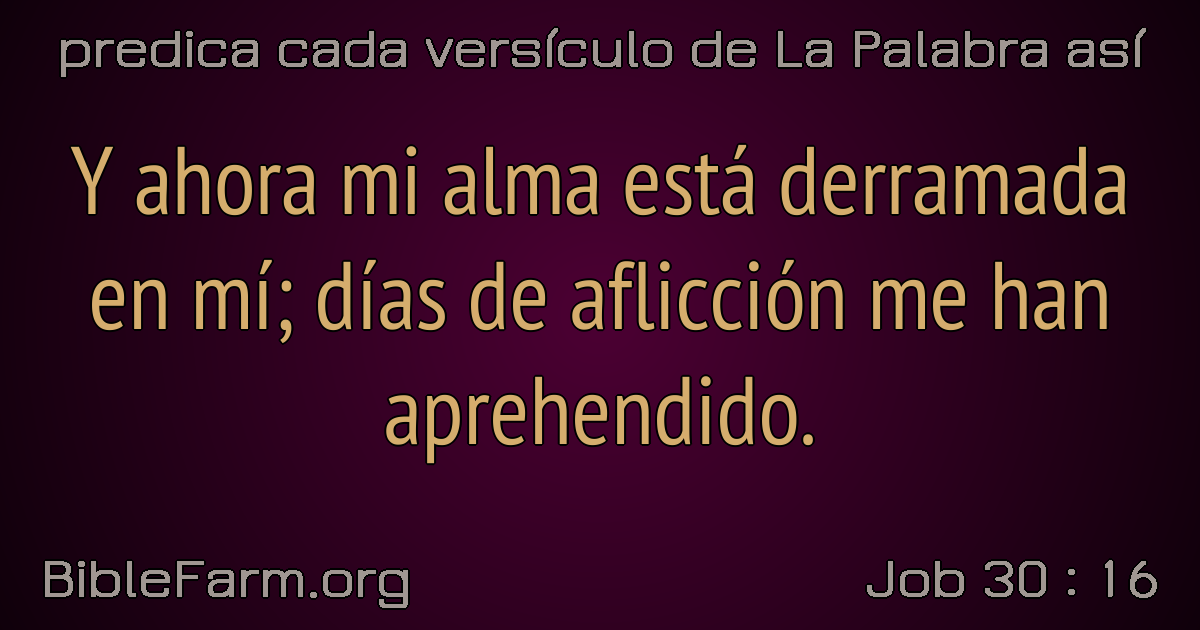 predica cada versículo de La Palabra así
Y ahora mi alma está derramada
en mí; días de aflicción me han
aprehendido.
BibleFarm.org
Job 30 : 16